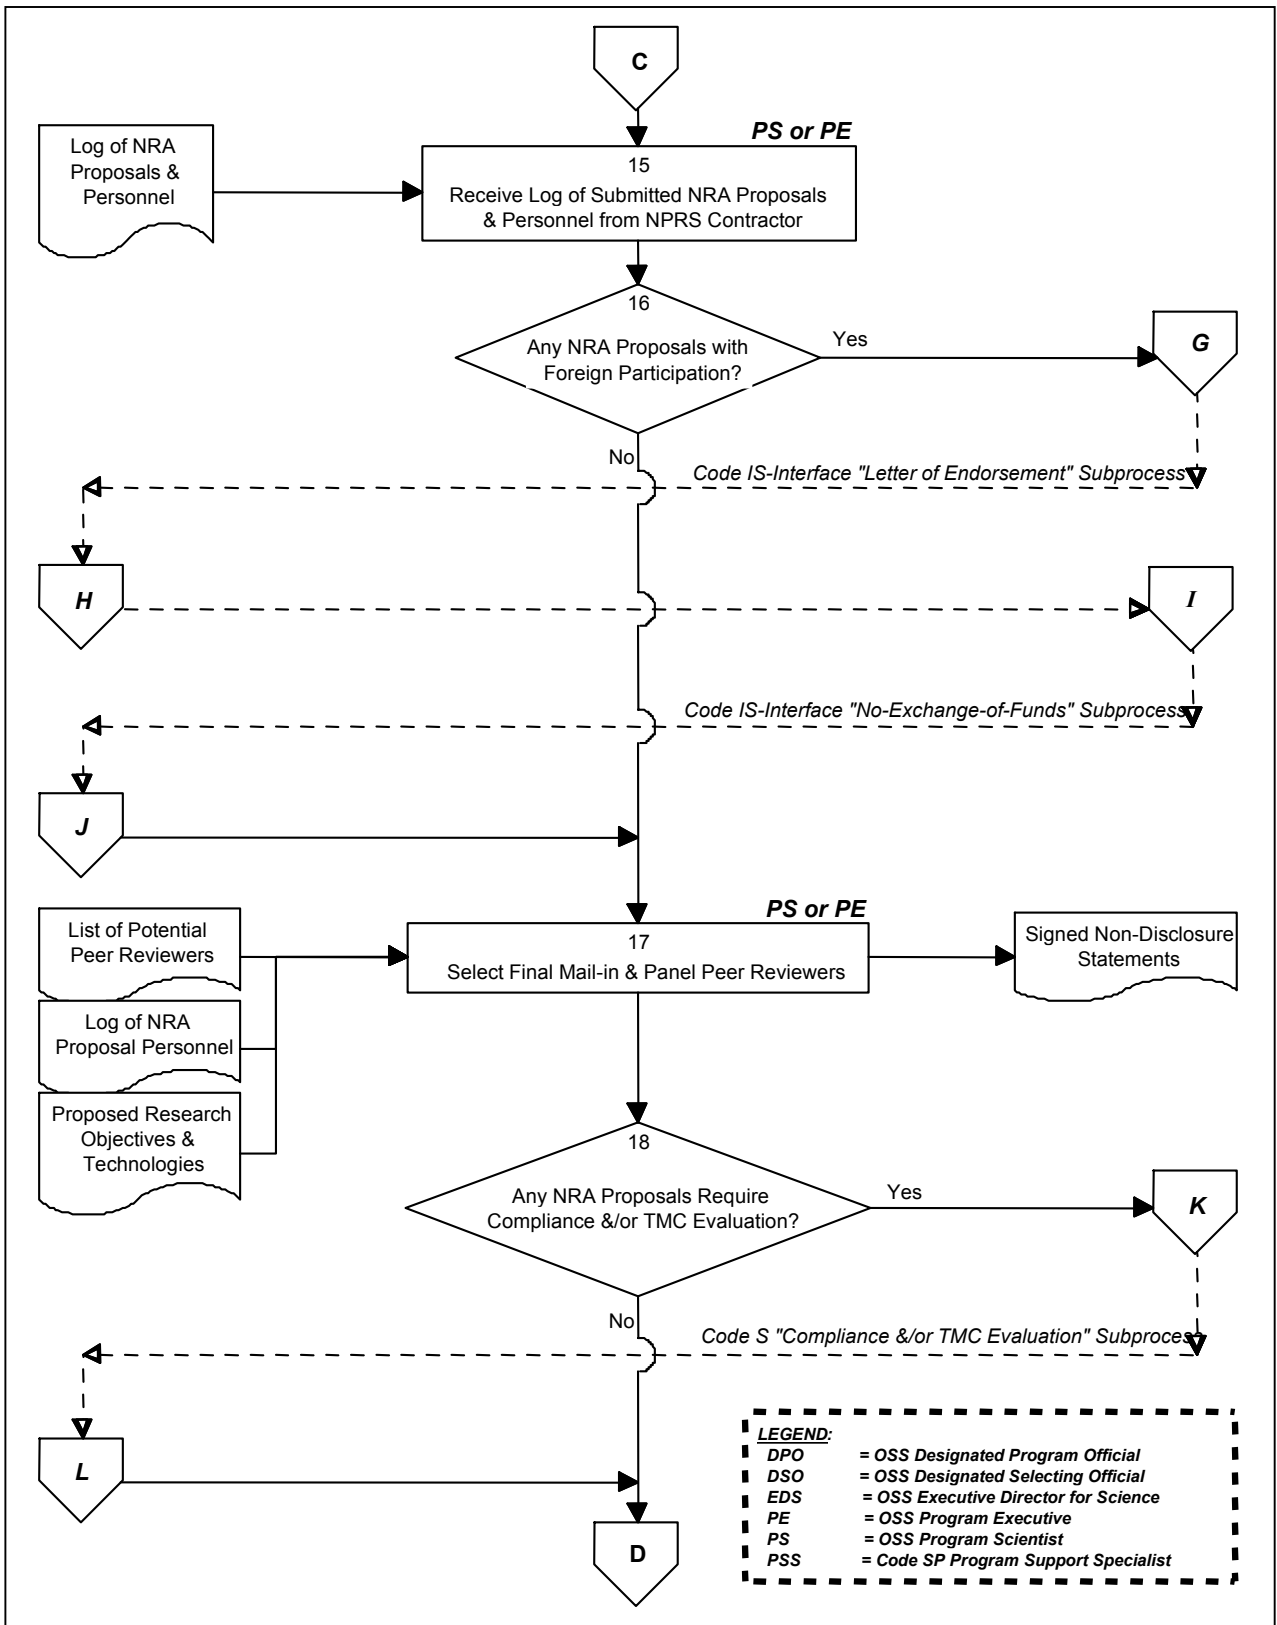 C
PS or PE
Log of NRA
Proposals &
Personnel
15
Receive Log of Submitted NRA Proposals
& Personnel from NPRS Contractor
16
Any NRA Proposals with
Foreign Participation?
Yes
G
No
Code IS-Interface "Letter of Endorsement" Subprocess
H
I
Code IS-Interface "No-Exchange-of-Funds" Subprocess
J
PS or PE
List of Potential
Peer Reviewers
17
Select Final Mail-in & Panel Peer Reviewers
Signed Non-Disclosure
Statements
Log of NRA
Proposal Personnel
Proposed Research
Objectives &
Technologies
18
Any NRA Proposals Require
Compliance &/or TMC Evaluation?
Yes
K
No
Code S "Compliance &/or TMC Evaluation" Subprocess
L
D
LEGEND:
DPO = OSS Designated Program Official
DSO = OSS Designated Selecting Official
EDS = OSS Executive Director for Science
PE = OSS Program Executive
PS = OSS Program Scientist
PSS = Code SP Program Support Specialist